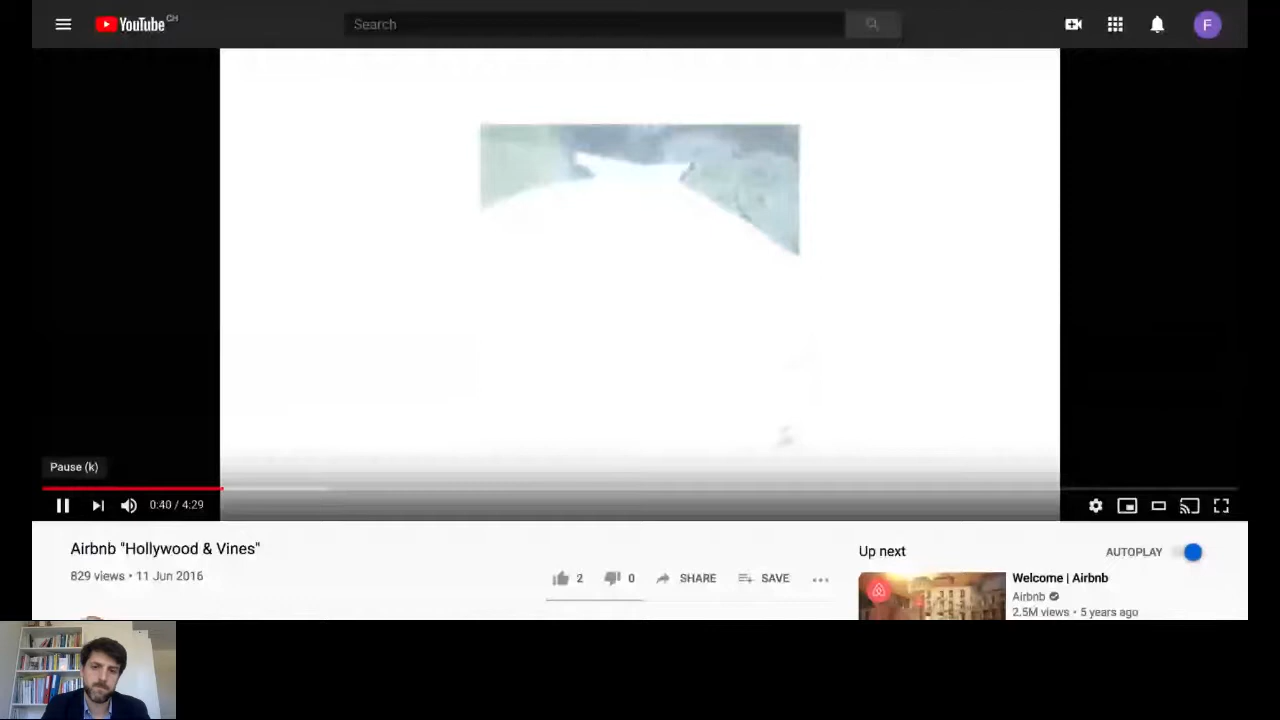 YouTube CH
Search
F
Pause (k)
0:40 / 4:29
Airbnb "Hollywood & Vines"
829 views • 11 Jun 2016
2
0
SHARE
SAVE
Up next
AUTOPLAY
Welcome | Airbnb
Airbnb
2.5M views • 5 years ago